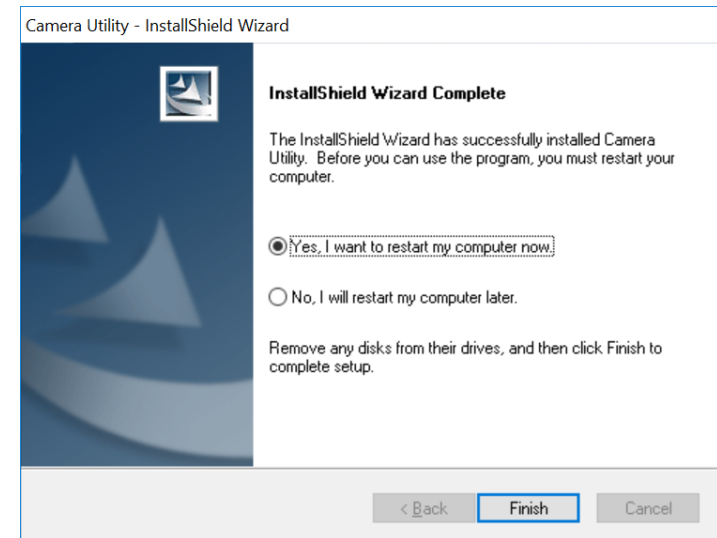 Camera Utility - InstallShield Wizard
InstallShield Wizard Complete
The InstallShield Wizard has successfully installed Camera
Utility.  Before you can use the program, you must restart your
computer.
Yes, I want to restart my computer now.
No, I will restart my computer later.
Remove any disks from their drives, and then click Finish to
complete setup.
< Back
Finish
Cancel